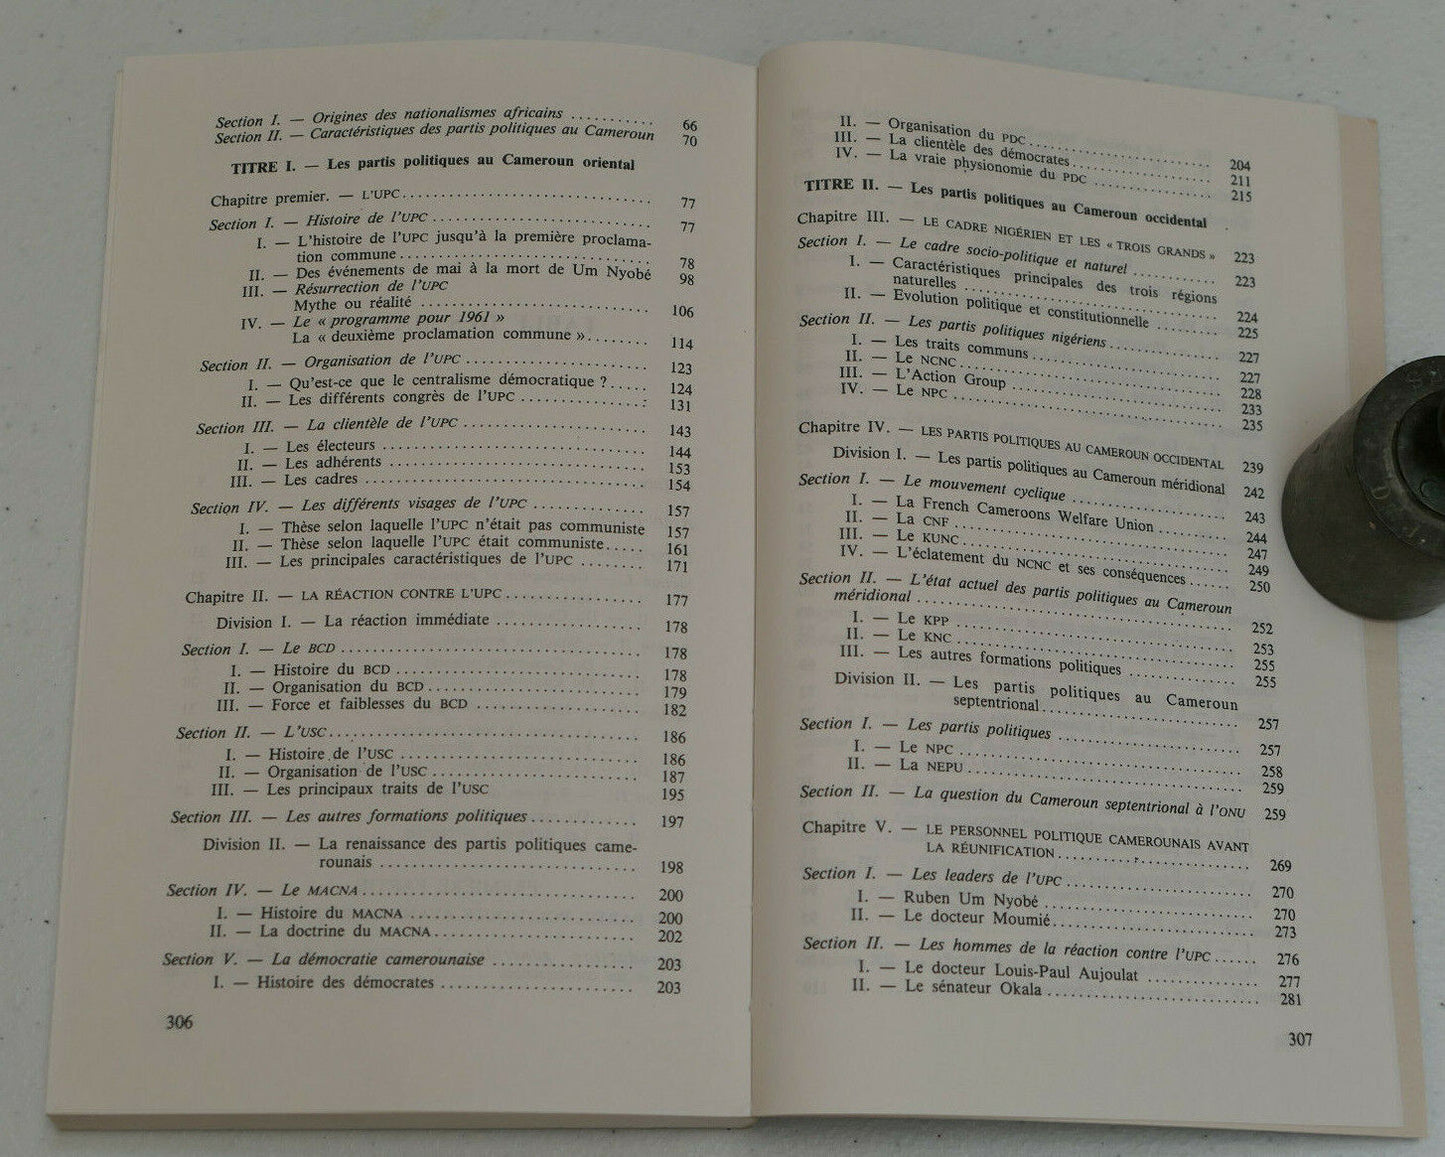 Section I. — Origines des nationalismes africains ........... 66
Section II. — Caractéristiques des partis politiques au Cameroun 70
TITRE I. — Les partis politiques au Cameroun oriental
Chapitre premier. — L'UPC ................................ 77
Section I. — Histoire de l'UPC ............................ 77
I. — L'histoire de l'UPC jusqu'à la première proclama-
tion commune ................................ 78
II. — Des événements de mai à la mort de Um Nyobé 98
III. — Résurrection de l'UPC
Mythe ou réalité ............................. 106
IV. — Le « programme pour 1961 »
La « deuxième proclamation commune » ........ 114
Section II. — Organisation de l'UPC ........................ 123
I. — Qu'est-ce que le centralisme démocratique ? ..... 124
II. — Les différents congrès de l'UPC ................ 131
Section III. — La clientèle de l'UPC ........................ 143
I. — Les électeurs ................................ 144
II. — Les adhérents ................................ 153
III. — Les cadres .................................. 154
Section IV. — Les différents visages de l'UPC .............. 157
I. — Thèse selon laquelle l'UPC n'était pas communiste 157
II. — Thèse selon laquelle l'UPC était communiste ..... 161
III. — Les principales caractéristiques de l'UPC ........ 171
Chapitre II. — LA RÉACTION CONTRE L'UPC ................. 177
Division I. — La réaction immédiate .................. 178
Section I. — Le BCD ..................................... 178
I. — Histoire du BCD ............................. 178
II. — Organisation du BCD ......................... 179
III. — Force et faiblesses du BCD ................... 182
Section II. — L'USC ...................................... 186
I. — Histoire de l'USC ............................ 186
II. — Organisation de l'USC ........................ 187
III. — Les principaux traits de l'USC 195
Section III. — Les autres formations politiques ............. 197
Division II. — La renaissance des partis politiques came-
rounais ................................ 198
Section IV. — Le MACNA ................................. 200
I. — Histoire du MACNA ........................... 200
II. — La doctrine du MACNA ........................ 202
Section V. — La démocratie camerounaise ................. 203
I. — Histoire des démocrates ....................... 203
306
II. — Organisation du PDC .......................... 204
III. — La clientèle des démocrates .................... 211
IV. — La vraie physionomie du PDC .................. 215
TITRE II. — Les partis politiques au Cameroun occidental
Chapitre III. — LE CADRE NIGÉRIEN ET LES « TROIS GRANDS » 223
Section I. — Le cadre socio-politique et naturel ........... 223
I. — Caractéristiques principales des trois régions
naturelles .................................. 224
II. — Evolution politique et constitutionnelle ........ 225
Section II. — Les partis politiques nigériens .............. 227
I. — Les traits communs .......................... 227
II. — Le NCNC .................................... 228
III. — L'Action Group .............................. 233
IV. — Le NPC ..................................... 235
Chapitre IV. — LES PARTIS POLITIQUES AU CAMEROUN OCCIDENTAL 239
Division I. — Les partis politiques au Cameroun méridional 242
Section I. — Le mouvement cyclique ..................... 243
I. — La French Cameroons Welfare Union ........... 244
II. — La CNF ..................................... 247
III. — Le KUNC .................................... 249
IV. — L'éclatement du NCNC et ses conséquences ...... 250
Section II. — L'état actuel des partis politiques au Cameroun
méridional ......................................... 252
I. — Le KPP ..................................... 253
II. — Le KNC ..................................... 255
III. — Les autres formations politiques ............... 255
Division II. — Les partis politiques au Cameroun
septentrional .......................... 257
Section I. — Les partis politiques ....................... 257
I. — Le NPC ..................................... 258
II. — La NEPU .................................... 259
Section II. — La question du Cameroun septentrional à l'ONU 259
Chapitre V. — LE PERSONNEL POLITIQUE CAMEROUNAIS AVANT
LA RÉUNIFICATION .......................... 269
Section I. — Les leaders de l'UPC ........................ 270
I. — Ruben Um Nyobé ............................. 270
II. — Le docteur Moumié ........................... 273
Section II. — Les hommes de la réaction contre l'UPC ...... 276
I. — Le docteur Louis-Paul Aujoulat ................ 277
II. — Le sénateur Okala ............................ 281
307